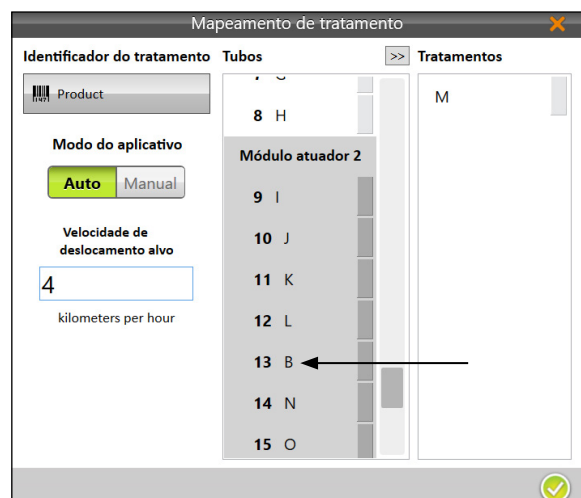 Mapeamento de tratamento
Identificador do tratamento
Product
Modo do aplicativo
Auto Manual
Velocidade de
deslocamento alvo
4
kilometers per hour
Tubos
>>
8 H
Módulo atuador 2
9 I
10 J
11 K
12 L
13 B
14 N
15 O
Tratamentos
M